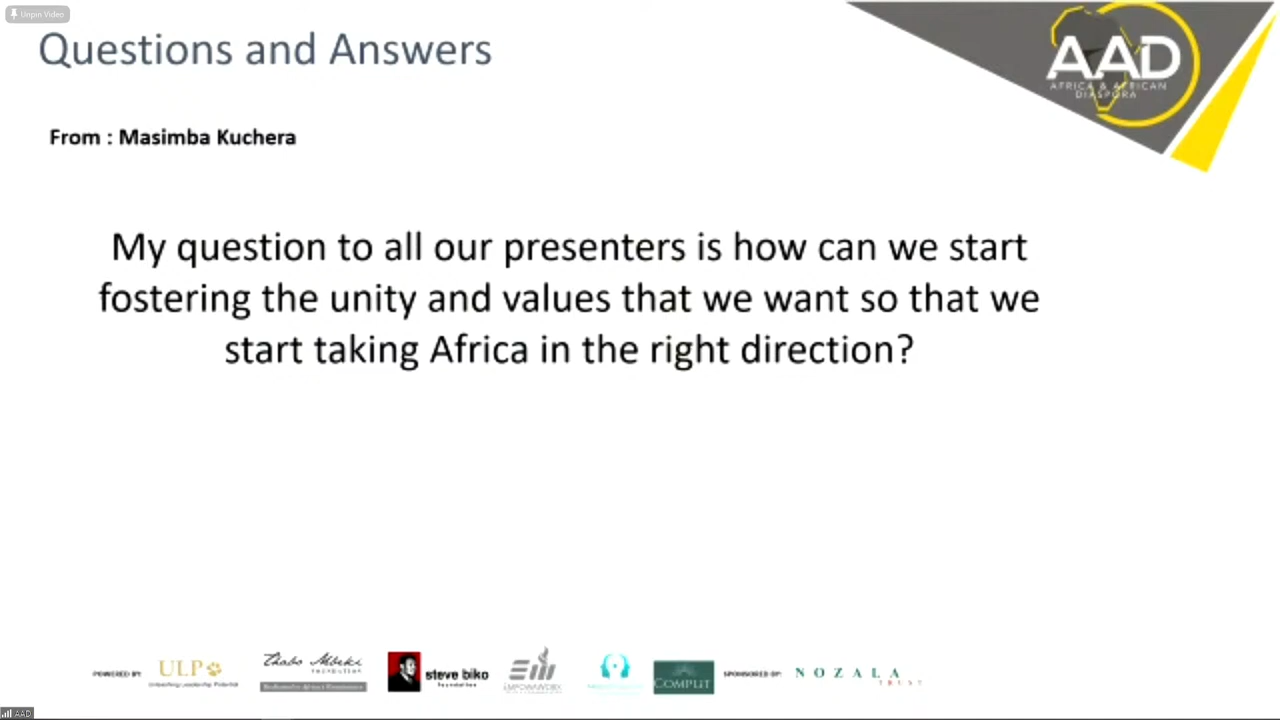 Unpin Video
Questions and Answers
AAD
AFRICA & AFRICAN
DIASPORA
From : Masimba Kuchera
My question to all our presenters is how can we start
fostering the unity and values that we want so that we
start taking Africa in the right direction?
POWERED BY:
ULP
Unleashing Leadership Potential
Thabo Mbeki
FOUNDATION
steve biko
foundation
COMPLIT
SPONSORED BY:
NOZALA
TRUST
AAD